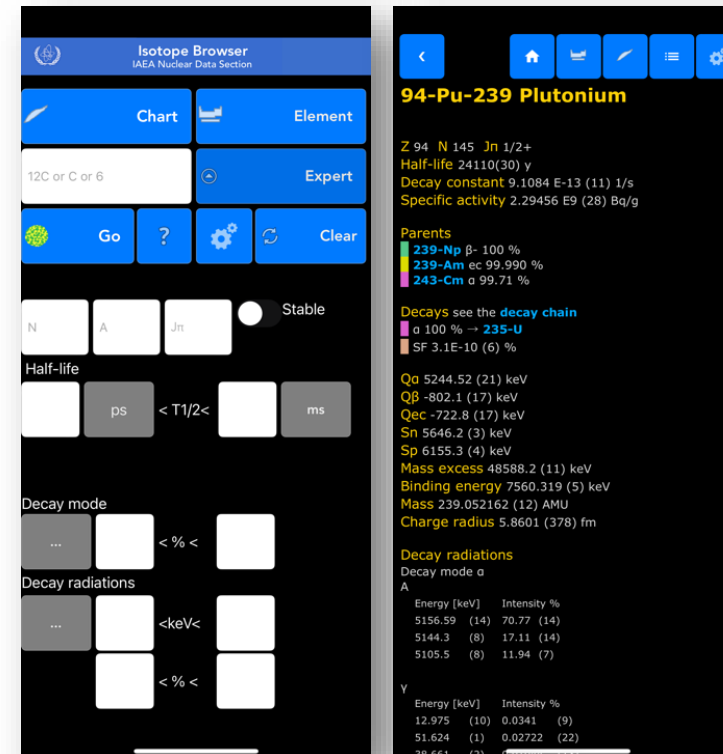 Isotope Browser
IAEA Nuclear Data Section
Chart
Element
12C or C or 6
Expert
Go
?
Clear
N
A
Jπ
Stable
Half-life
ps
< T1/2<
ms
Decay mode
...
< % <
Decay radiations
...
<keV<
< % <
94-Pu-239 Plutonium
Z 94 N 145 Jπ 1/2+
Half-life 24110(30) y
Decay constant 9.1084 E-13 (11) 1/s
Specific activity 2.29456 E9 (28) Bq/g
Parents
239-Np β- 100 %
239-Am ec 99.990 %
243-Cm α 99.71 %
Decays see the decay chain
α 100 % → 235-U
SF 3.1E-10 (6) %
Qα 5244.52 (21) keV
Qβ -802.1 (17) keV
Qec -722.8 (17) keV
Sn 5646.2 (3) keV
Sp 6155.3 (4) keV
Mass excess 48588.2 (11) keV
Binding energy 7560.319 (5) keV
Mass 239.052162 (12) AMU
Charge radius 5.8601 (378) fm
Decay radiations
Decay mode α
A
Energy [keV] Intensity %
5156.59 (14) 70.77 (14)
5144.3 (8) 17.11 (14)
5105.5 (8) 11.94 (7)
γ
Energy [keV] Intensity %
12.975 (10) 0.0341 (9)
51.624 (1) 0.02722 (22)